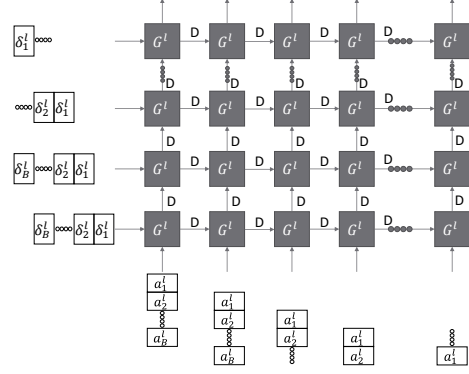 δ₁ˡ Gˡ D Gˡ D Gˡ D Gˡ D Gˡ
D D D D D
δ₂ˡ δ₁ˡ Gˡ D Gˡ D Gˡ D Gˡ D Gˡ
D D D D D
δ_Bˡ δ₂ˡ δ₁ˡ Gˡ D Gˡ D Gˡ D Gˡ D Gˡ
D D D D D
δ_Bˡ δ₂ˡ δ₁ˡ Gˡ D Gˡ D Gˡ D Gˡ D Gˡ
a₁ˡ
a₂ˡ a₁ˡ
a₂ˡ a₁ˡ
a_Bˡ a₂ˡ a₁ˡ
a_Bˡ a₂ˡ a₁ˡ